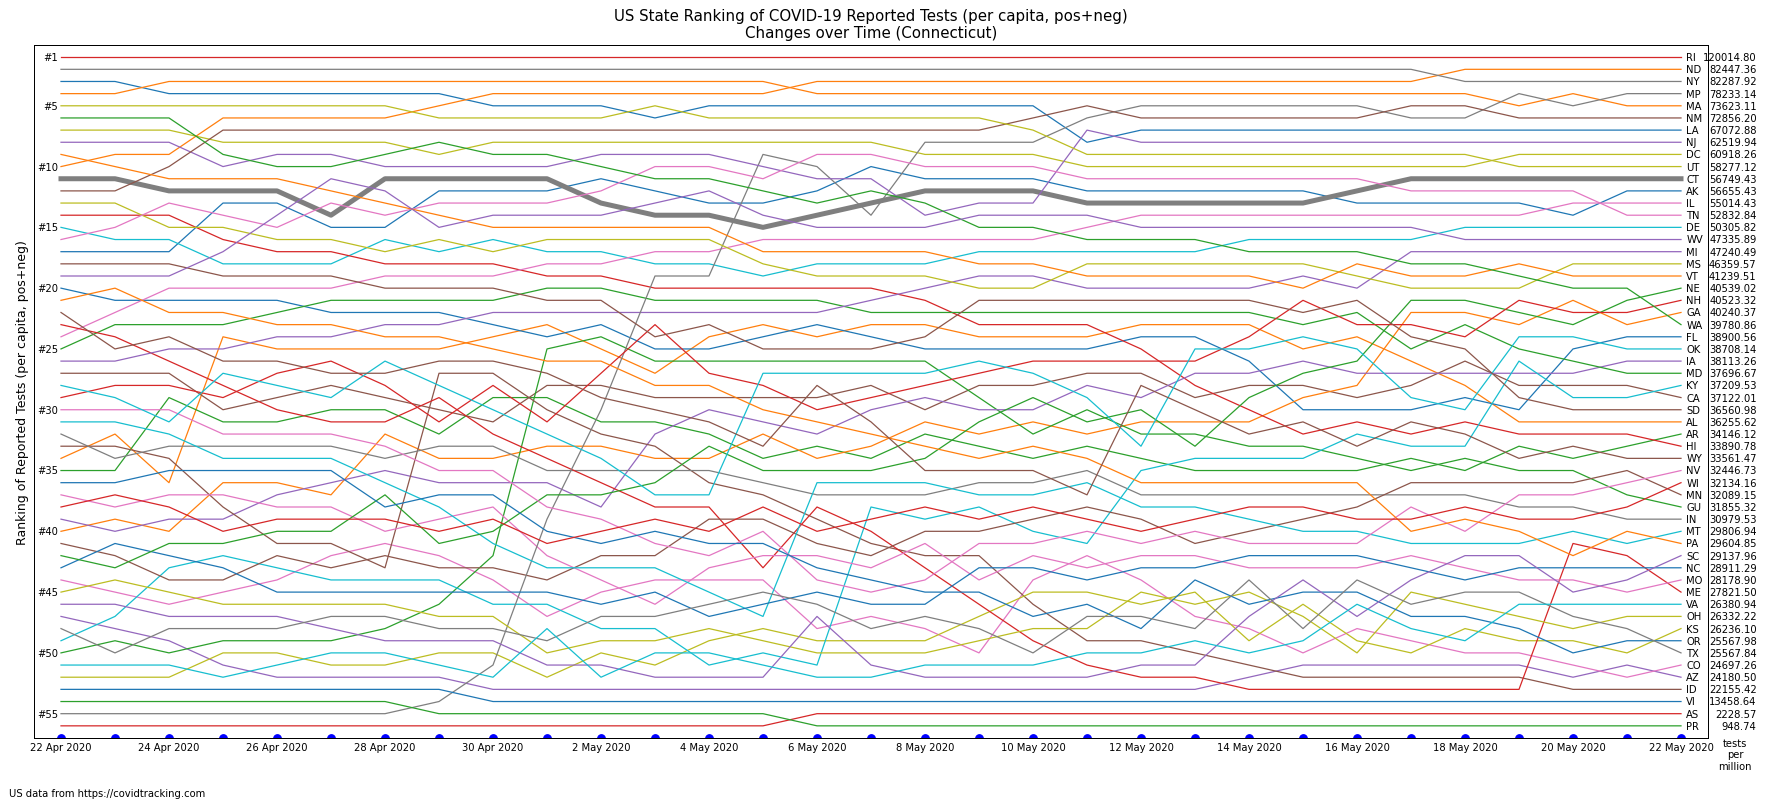 US State Ranking of COVID-19 Reported Tests (per capita, pos+neg)
Changes over Time (Connecticut)
Ranking of Reported Tests (per capita, pos+neg)
#1
#5
#10
#15
#20
#25
#30
#35
#40
#45
#50
#55
RI 120014.80
ND 82447.36
NY 82287.92
MP 78233.14
MA 73623.11
NM 72856.20
LA 67072.88
NJ 62519.94
DC 60918.26
UT 58277.12
CT 56749.43
AK 56655.43
IL 55014.43
TN 52832.84
DE 50305.82
WV 47335.89
MI 47240.49
MS 46359.57
VT 41239.51
NE 40539.02
NH 40523.32
GA 40240.37
WA 39780.86
FL 38900.56
OK 38708.14
IA 38113.26
MD 37696.67
KY 37209.53
CA 37122.01
SD 36560.98
AL 36255.62
AR 34146.12
HI 33890.78
WY 33561.47
NV 32446.73
WI 32134.16
MN 32089.15
GU 31855.32
IN 30979.53
MT 29806.94
PA 29604.85
SC 29137.96
NC 28911.29
MO 28178.90
ME 27821.50
VA 26380.94
OH 26332.22
KS 26236.10
OR 25567.98
TX 25567.84
CO 24697.26
AZ 24180.50
ID 22155.42
VI 13458.64
AS 2228.57
PR 948.74
22 Apr 2020
24 Apr 2020
26 Apr 2020
28 Apr 2020
30 Apr 2020
2 May 2020
4 May 2020
6 May 2020
8 May 2020
10 May 2020
12 May 2020
14 May 2020
16 May 2020
18 May 2020
20 May 2020
22 May 2020
tests
per
million
US data from https://covidtracking.com